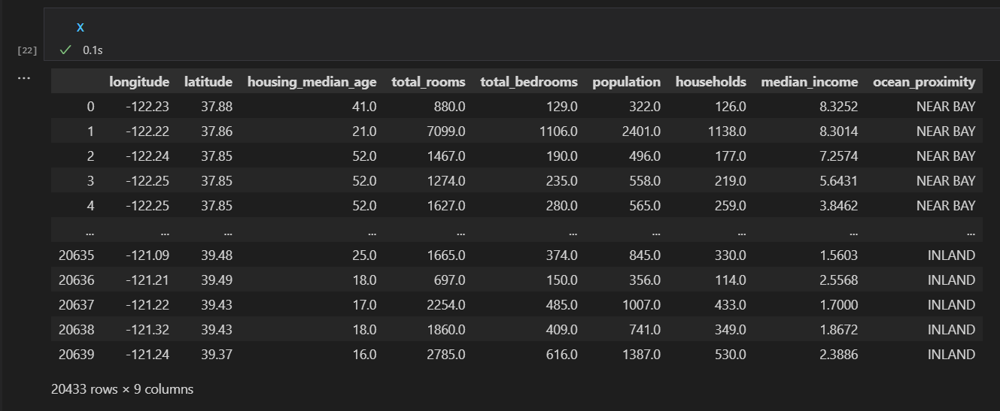 X
[22] 0.1s
...
longitude latitude housing_median_age total_rooms total_bedrooms population households median_income ocean_proximity
0 -122.23 37.88 41.0 880.0 129.0 322.0 126.0 8.3252 NEAR BAY
1 -122.22 37.86 21.0 7099.0 1106.0 2401.0 1138.0 8.3014 NEAR BAY
2 -122.24 37.85 52.0 1467.0 190.0 496.0 177.0 7.2574 NEAR BAY
3 -122.25 37.85 52.0 1274.0 235.0 558.0 219.0 5.6431 NEAR BAY
4 -122.25 37.85 52.0 1627.0 280.0 565.0 259.0 3.8462 NEAR BAY
... ... ... ... ... ... ... ... ... ...
20635 -121.09 39.48 25.0 1665.0 374.0 845.0 330.0 1.5603 INLAND
20636 -121.21 39.49 18.0 697.0 150.0 356.0 114.0 2.5568 INLAND
20637 -121.22 39.43 17.0 2254.0 485.0 1007.0 433.0 1.7000 INLAND
20638 -121.32 39.43 18.0 1860.0 409.0 741.0 349.0 1.8672 INLAND
20639 -121.24 39.37 16.0 2785.0 616.0 1387.0 530.0 2.3886 INLAND
20433 rows × 9 columns